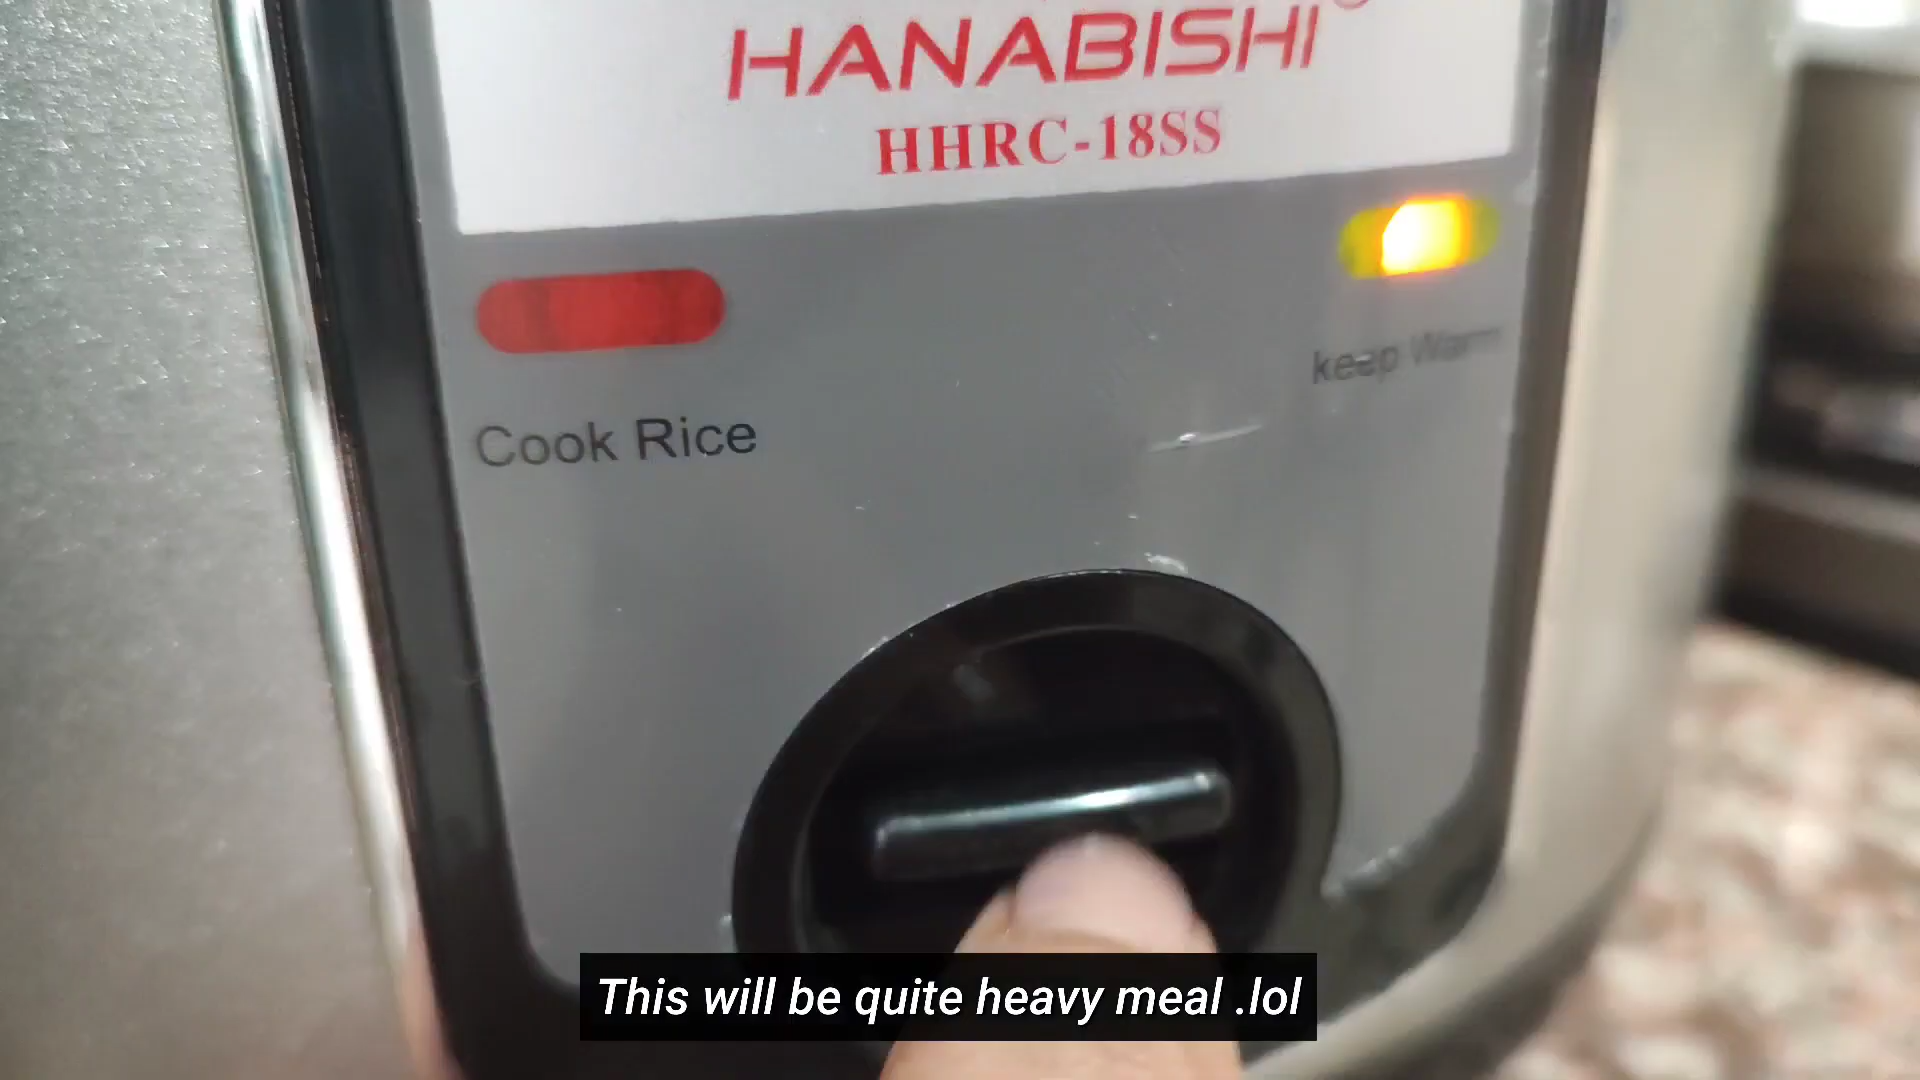 HANABISHI
HHRC-18SS
Cook Rice
keep Warm
This will be quite heavy meal .lol